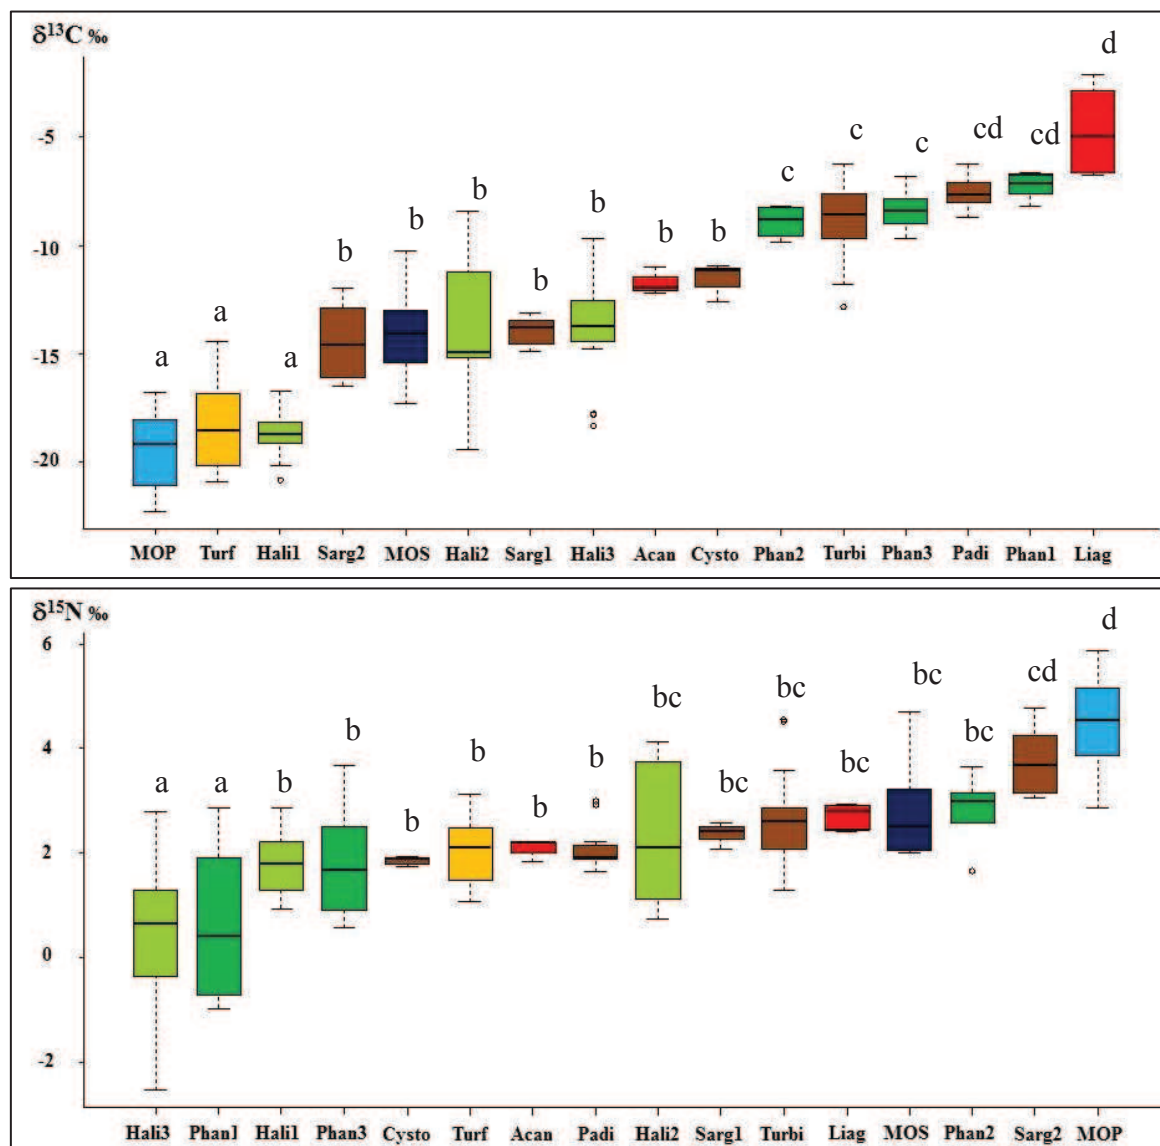 δ¹³C ‰
d
c
c
cd
cd
-5
c
b
b
b
b
b
b
b
-10
a
a
a
-15
-20
MOP Turf Hali1 Sarg2 MOS Hali2 Sarg1 Hali3 Acan Cysto Phan2 Turbi Phan3 Padi Phan1 Liag
δ¹⁵N ‰
6
d
cd
bc
bc
bc
bc
bc
bc
4
b
b
b
a
a
b
b
b
2
0
-2
Hali3 Phan1 Hali1 Phan3 Cysto Turf Acan Padi Hali2 Sarg1 Turbi Liag MOS Phan2 Sarg2 MOP